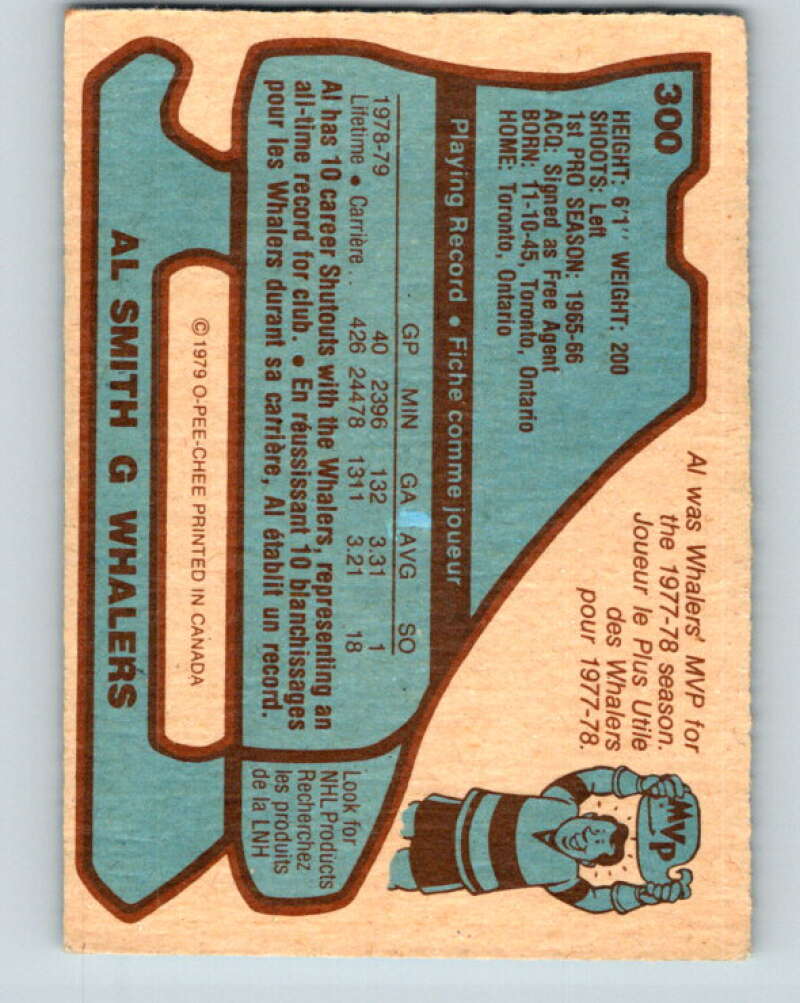 300
HEIGHT: 6'1" WEIGHT: 200
SHOOTS: Left
1st PRO SEASON: 1965-66
ACQ: Signed as Free Agent
BORN: 11-10-45, Toronto, Ontario
HOME: Toronto, Ontario
Al was Whalers' MVP for
the 1977-78 season.
Joueur le Plus Utile
des Whalers
pour 1977-78.
MVP
Playing Record • Fiche comme joueur
GP MIN GA AVG SO
1978-79 40 2396 132 3.31 1
Lifetime • Carrière .. 426 24478 1311 3.21 18
Al has 10 career Shutouts with the Whalers, representing an
all-time record for club. • En réussissant 10 blanchissages
pour les Whalers durant sa carrière, Al établit un record.
Look for
NHL Products
Recherchez
les produits
de la LNH
© 1979 O-PEE-CHEE PRINTED IN CANADA
AL SMITH G WHALERS